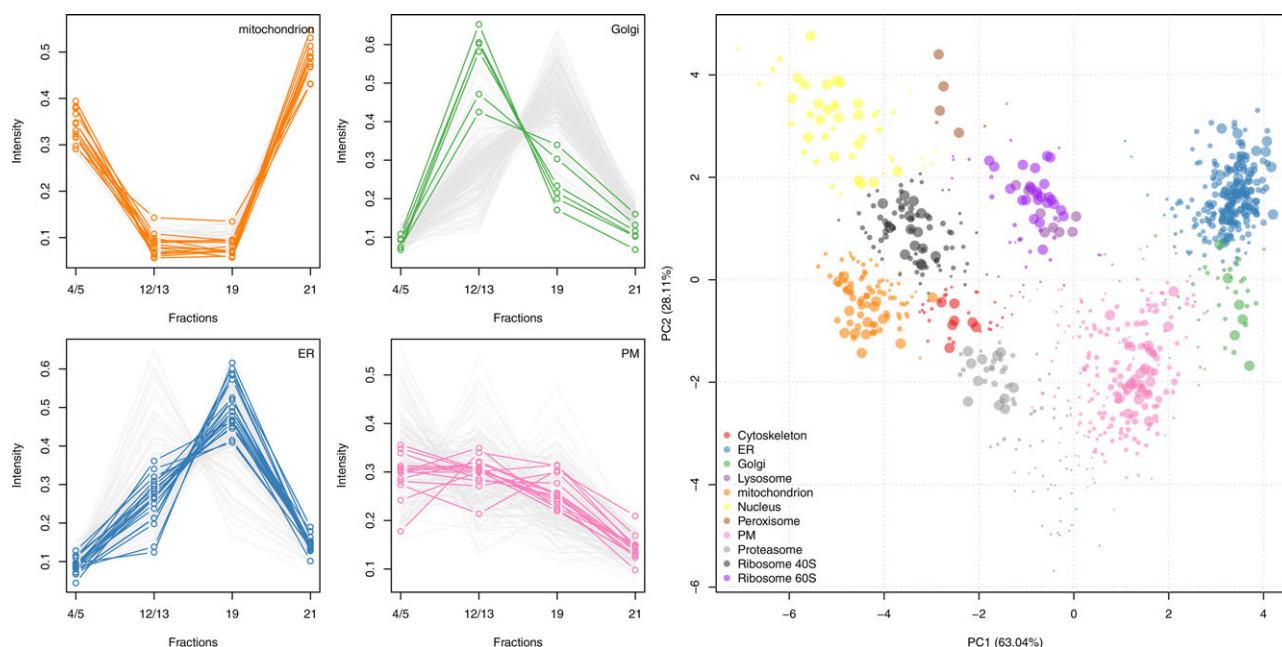 mitochondrion
Intensity
0.5
0.4
0.3
0.2
0.1
4/5 12/13 19 21
Fractions
Golgi
Intensity
0.6
0.5
0.4
0.3
0.2
0.1
4/5 12/13 19 21
Fractions
ER
Intensity
0.6
0.5
0.4
0.3
0.2
0.1
4/5 12/13 19 21
Fractions
PM
Intensity
0.5
0.4
0.3
0.2
0.1
4/5 12/13 19 21
Fractions
PC2 (28.11%)
4
2
0
−2
−4
−6
Cytoskeleton
ER
Golgi
Lysosome
mitochondrion
Nucleus
Peroxisome
PM
Proteasome
Ribosome 40S
Ribosome 60S
−6 −4 −2 0 2 4
PC1 (63.04%)